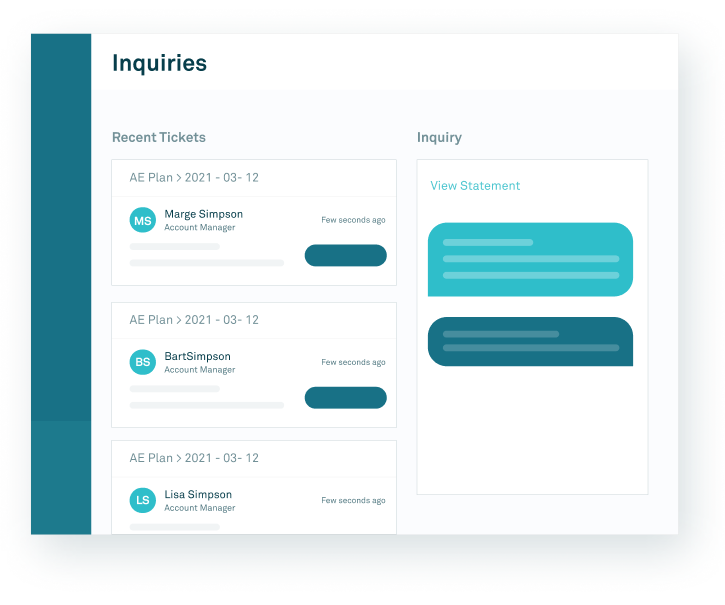 Inquiries
Recent Tickets
AE Plan > 2021 - 03- 12
MS
Marge Simpson
Account Manager
Few seconds ago
AE Plan > 2021 - 03- 12
BS
BartSimpson
Account Manager
Few seconds ago
AE Plan > 2021 - 03- 12
LS
Lisa Simpson
Account Manager
Few seconds ago
Inquiry
View Statement